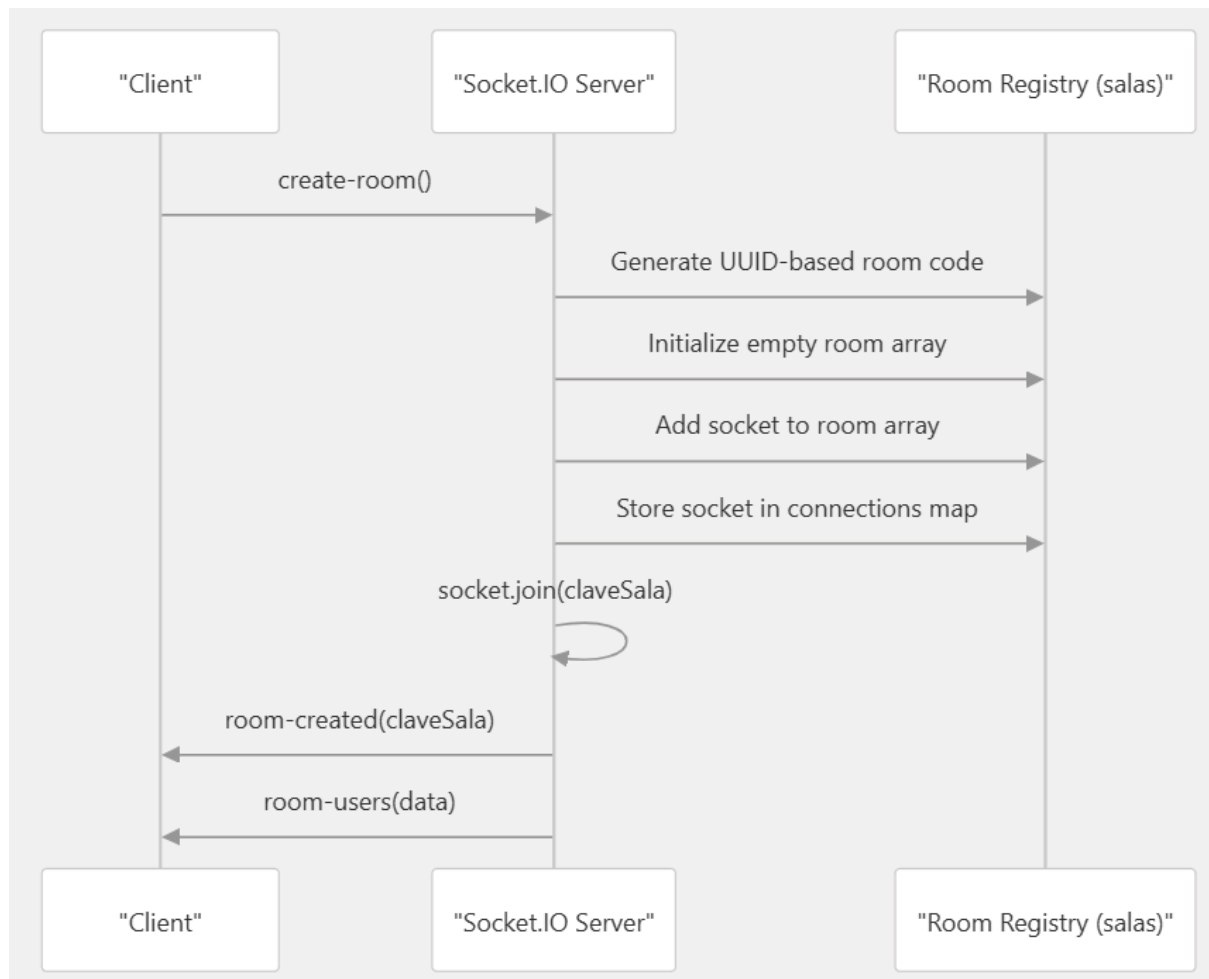 "Client" "Socket.IO Server" "Room Registry (salas)"
create-room()
Generate UUID-based room code
Initialize empty room array
Add socket to room array
Store socket in connections map
socket.join(claveSala)
room-created(claveSala)
room-users(data)
"Client" "Socket.IO Server" "Room Registry (salas)"